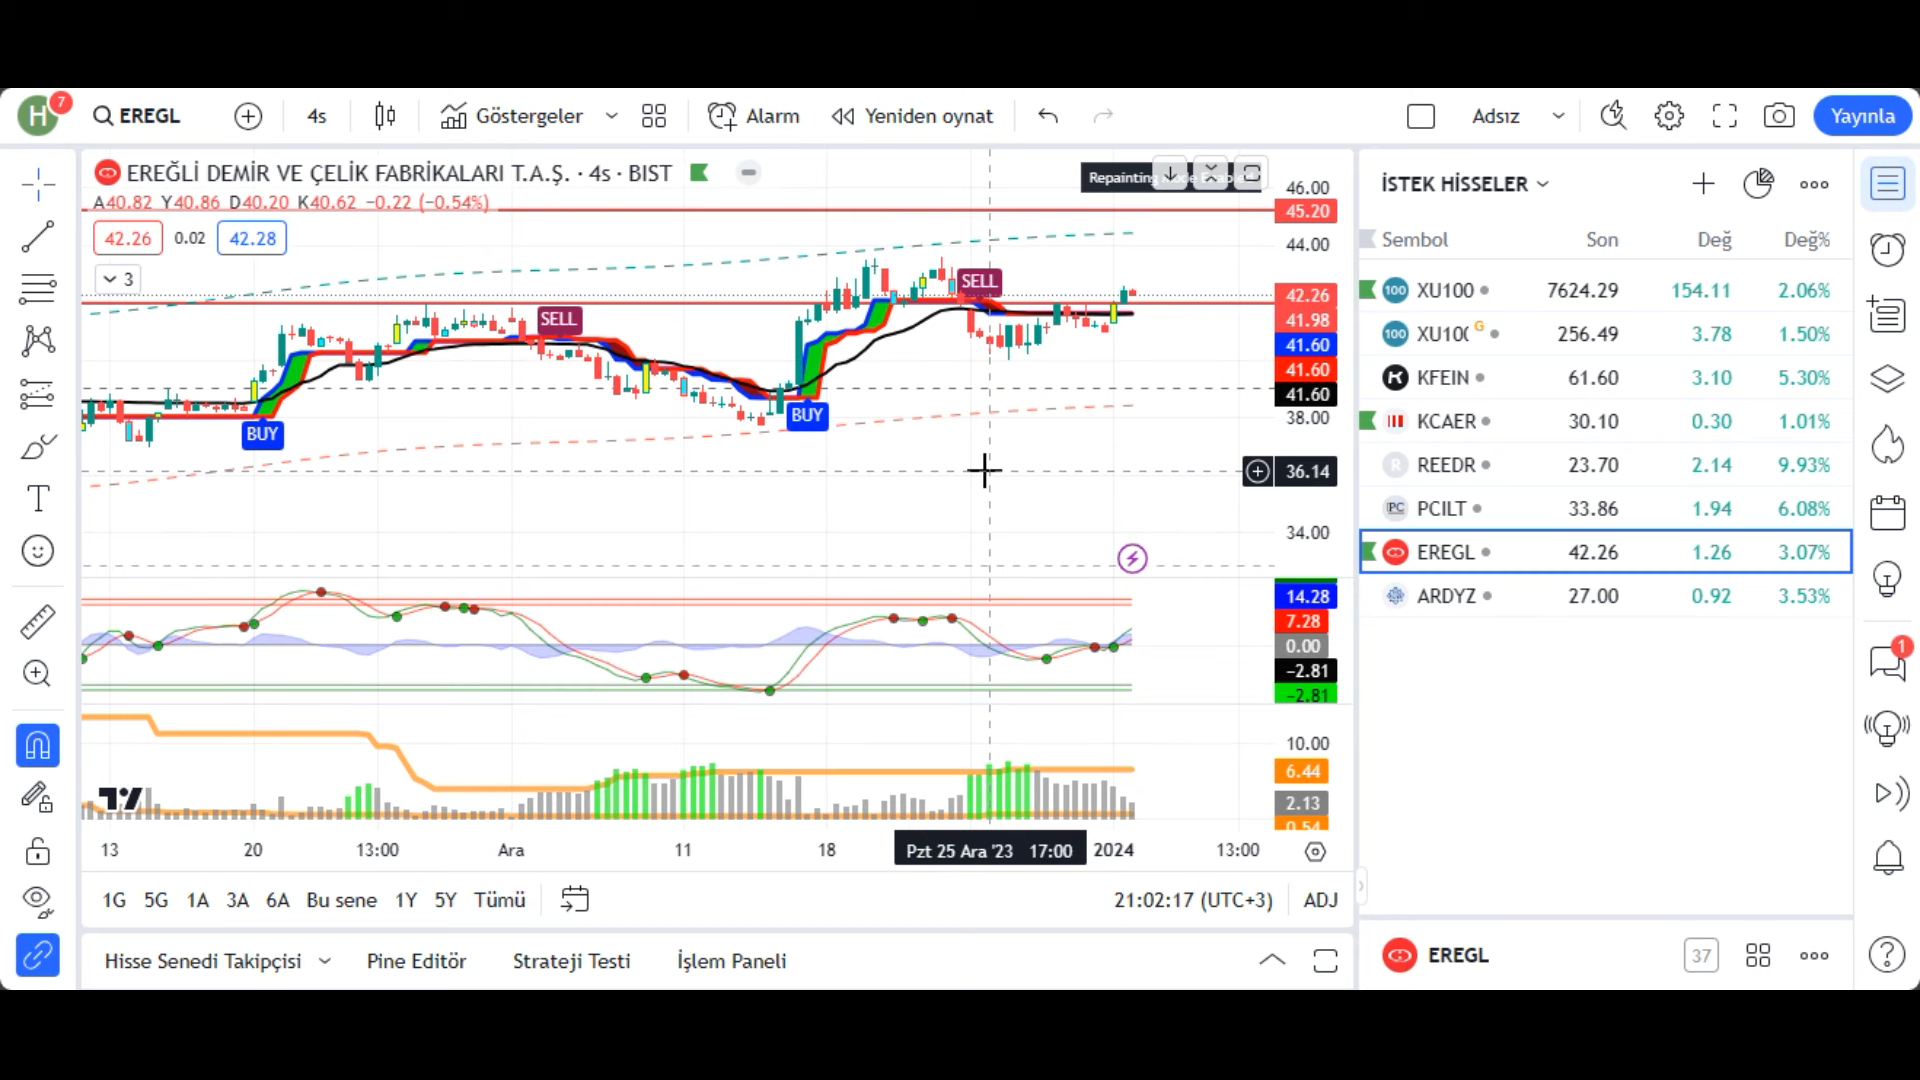 H
7
EREGL
4s
Göstergeler
Alarm
Yeniden oynat
Adsız
Yayınla
EREĞLİ DEMİR VE ÇELİK FABRİKALARI T.A.Ş. · 4s · BIST
A40.82 Y40.86 D40.20 K40.62 −0.22 (−0.54%)
42.26
0.02
42.28
3
Repainting
SELL
SELL
BUY
BUY
46.00
45.20
44.00
42.26
41.98
41.60
41.60
41.60
38.00
36.14
34.00
14.28
7.28
0.00
−2.81
−2.81
10.00
6.44
2.13
0.54
13
20
13:00
Ara
11
18
Pzt 25 Ara '23 17:00
2024
13:00
1G
5G
1A
3A
6A
Bu sene
1Y
5Y
Tümü
21:02:17 (UTC+3)
ADJ
Hisse Senedi Takipçisi
Pine Editör
Strateji Testi
İşlem Paneli
İSTEK HİSSELER
Sembol Son Değ Değ%
100 XU100 7624.29 154.11 2.06%
100 XU10( G 256.49 3.78 1.50%
KFEIN 61.60 3.10 5.30%
KCAER 30.10 0.30 1.01%
R REEDR 23.70 2.14 9.93%
PC PCILT 33.86 1.94 6.08%
EREGL 42.26 1.26 3.07%
ARDYZ 27.00 0.92 3.53%
EREGL
37
1